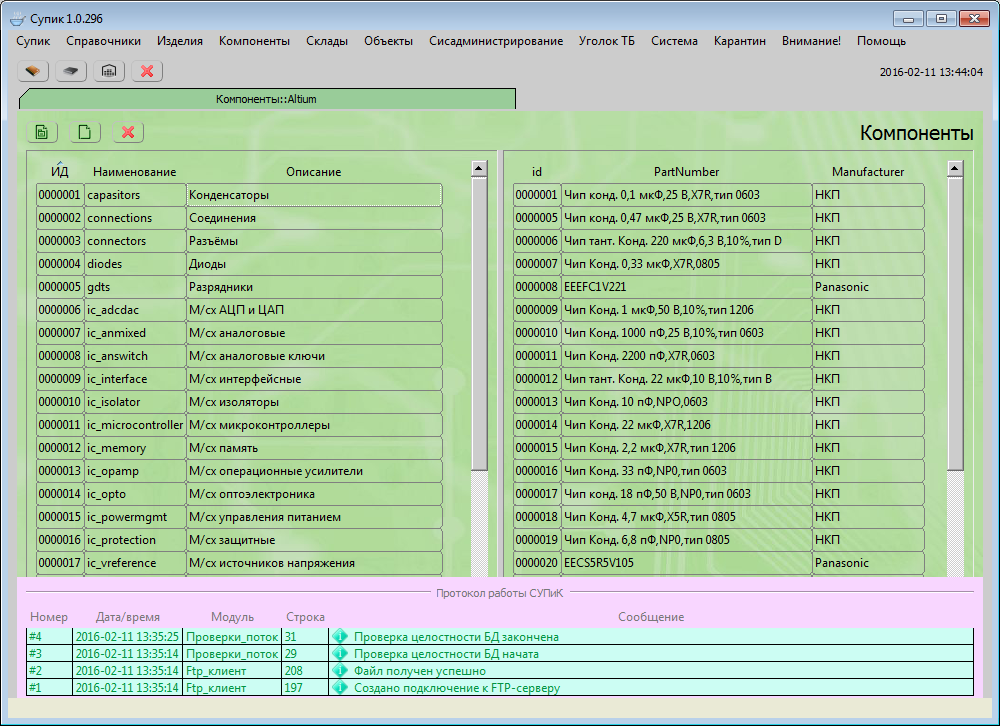 Супик 1.0.296
Супик Справочники Изделия Компоненты Склады Объекты Сисадминистрирование Уголок ТБ Система Карантин Внимание! Помощь
2016-02-11 13:44:04
Компоненты::Altium
Компоненты
ИД Наименование Описание
0000001 capasitors Конденсаторы
0000002 connections Соединения
0000003 connectors Разъёмы
0000004 diodes Диоды
0000005 gdts Разрядники
0000006 ic_adcdac М/сх АЦП и ЦАП
0000007 ic_anmixed М/сх аналоговые
0000008 ic_answitch М/сх аналоговые ключи
0000009 ic_interface М/сх интерфейсные
0000010 ic_isolator М/сх изоляторы
0000011 ic_microcontroller М/сх микроконтроллеры
0000012 ic_memory М/сх память
0000013 ic_opamp М/сх операционные усилители
0000014 ic_opto М/сх оптоэлектроника
0000015 ic_powermgmt М/сх управления питанием
0000016 ic_protection М/сх защитные
0000017 ic_vreference М/сх источников напряжения
id PartNumber Manufacturer
0000001 Чип конд. 0,1 мкФ,25 В,X7R,тип 0603 НКП
0000005 Чип конд. 0,47 мкФ,25 В,X7R,тип 0603 НКП
0000006 Чип тант. Конд. 220 мкФ,6,3 В,10%,тип D НКП
0000007 Чип Конд. 0,33 мкФ,X7R,0805 НКП
0000008 EEEFC1V221 Panasonic
0000009 Чип Конд. 1 мкФ,50 В,10%,тип 1206 НКП
0000010 Чип Конд. 1000 пФ,25 В,10%,тип 0603 НКП
0000011 Чип Конд. 2200 пФ,X7R,0603 НКП
0000012 Чип тант. Конд. 22 мкФ,10 В,10%,тип B НКП
0000013 Чип Конд. 10 пФ,NPO,0603 НКП
0000014 Чип Конд. 22 мкФ,X7R,1206 НКП
0000015 Чип Конд. 2,2 мкФ,X7R,тип 1206 НКП
0000016 Чип Конд. 33 пФ,NP0,тип 0603 НКП
0000017 Чип конд. 18 пФ,50 В,NP0,тип 0603 НКП
0000018 Чип Конд. 4,7 мкФ,X5R,тип 0805 НКП
0000019 Чип Конд. 6,8 пФ,NP0,тип 0805 НКП
0000020 EECS5R5V105 Panasonic
Протокол работы СУПиК
Номер Дата/время Модуль Строка Сообщение
#4 2016-02-11 13:35:25 Проверки_поток 31 Проверка целостности БД закончена
#3 2016-02-11 13:35:14 Проверки_поток 29 Проверка целостности БД начата
#2 2016-02-11 13:35:14 Ftp_клиент 208 Файл получен успешно
#1 2016-02-11 13:35:14 Ftp_клиент 197 Создано подключение к FTP-серверу